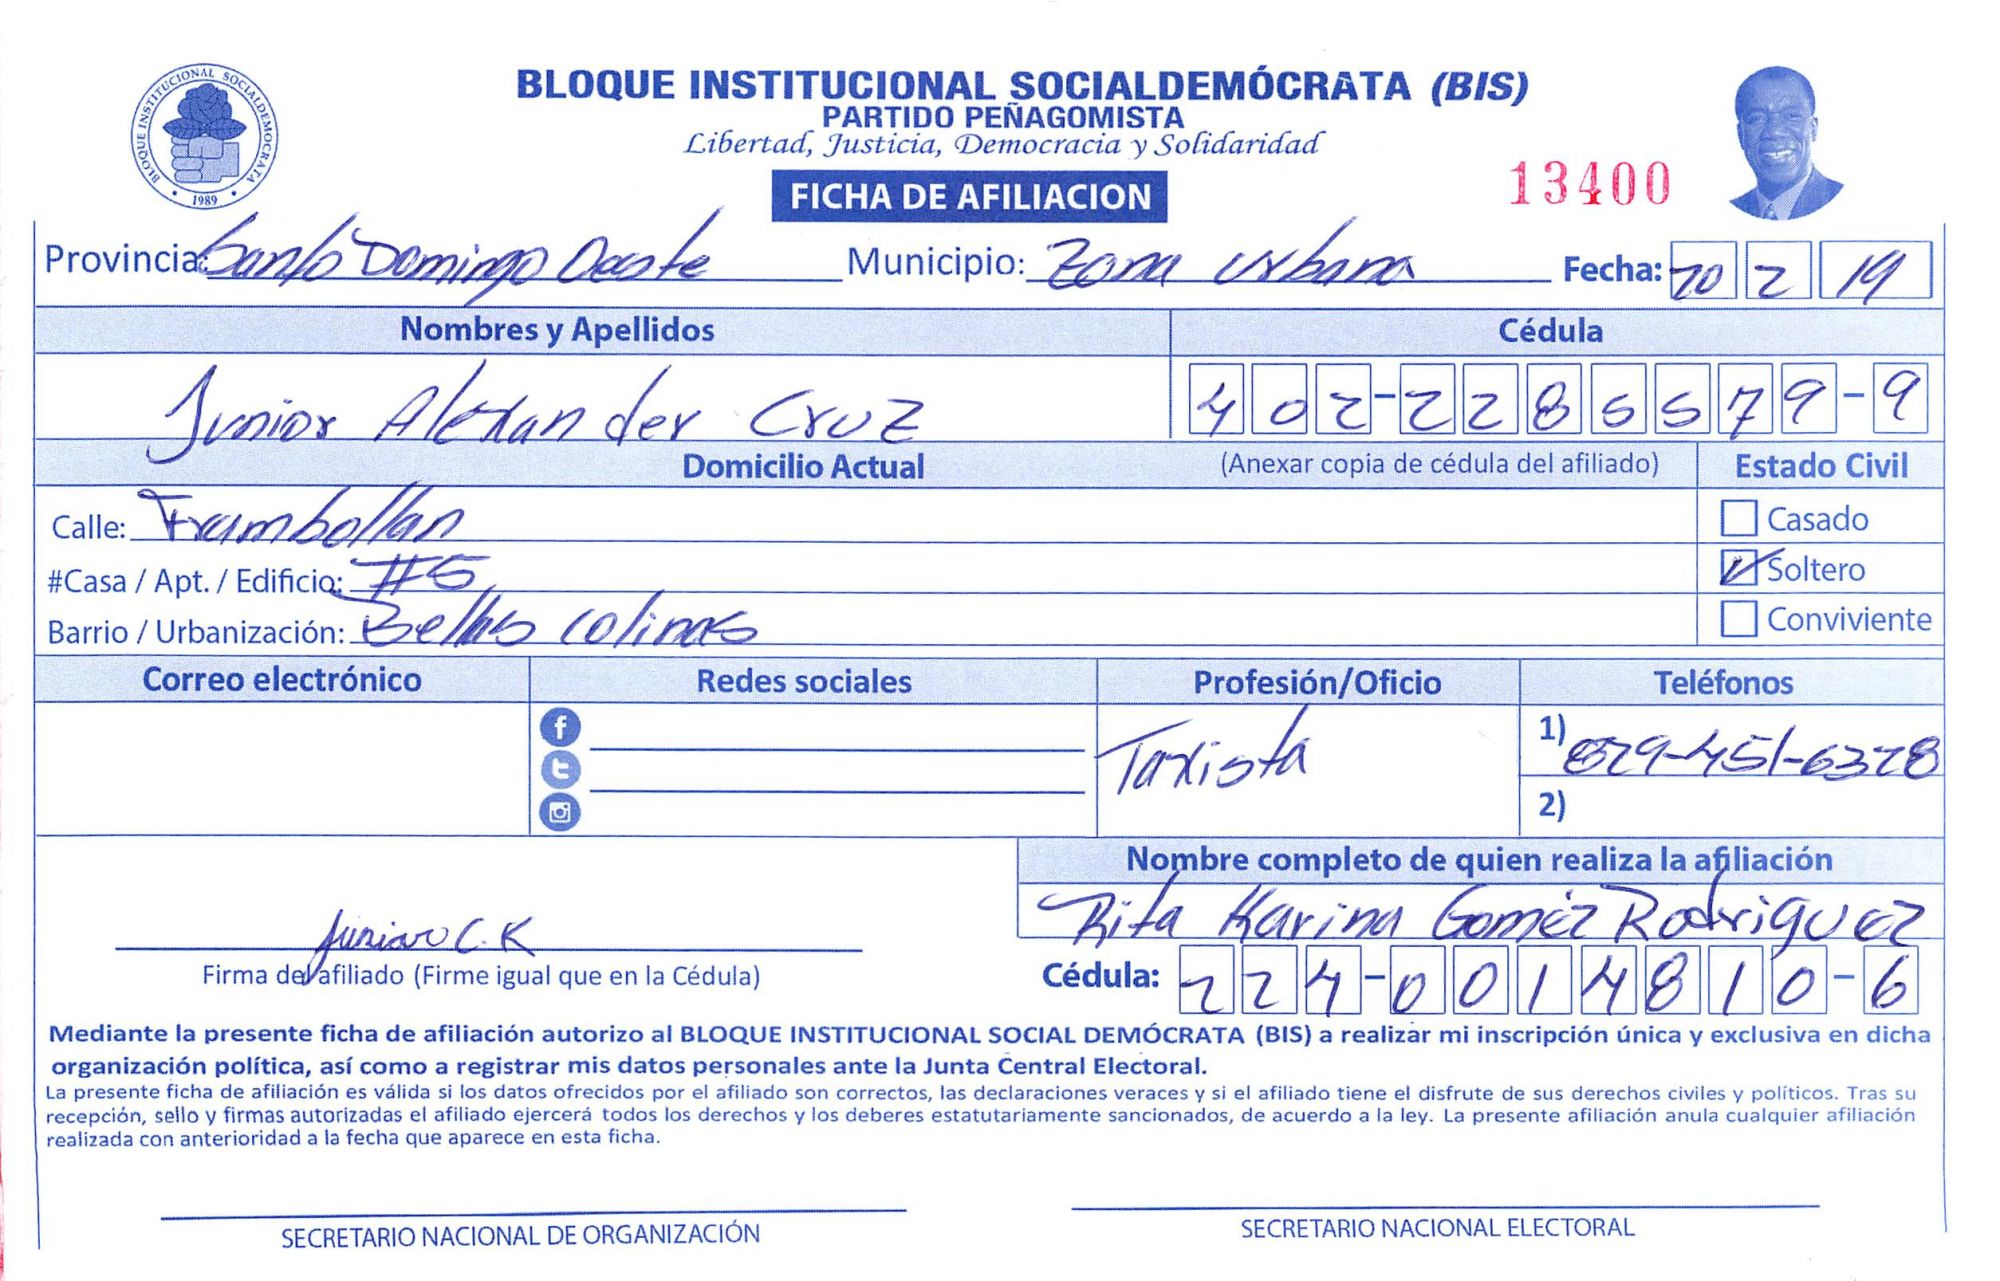 BLOQUE INSTITUCIONAL SOCIALDEMÓCRATA (BIS)
PARTIDO PEÑAGOMISTA
Libertad, Justicia, Democracia y Solidaridad
BLOQUE INSTITUCIONAL SOCIALDEMOCRATA
1989
FICHA DE AFILIACION
13400
Provincia: Santo Domingo Oeste Municipio: Zona urbana Fecha: 20 2 19
Nombres y Apellidos Cédula
Junior Alexander Cruz 402-2285579-9
Domicilio Actual (Anexar copia de cédula del afiliado) Estado Civil
Calle: Frambollan Casado
#Casa / Apt. / Edificio: #5 Soltero
Barrio / Urbanización: Bellas Colinas Conviviente
Correo electrónico Redes sociales Profesión/Oficio Teléfonos
Taxista 1) 829-451-6328
2)
Nombre completo de quien realiza la afiliación
Rita Karina Gomez Rodriguez
Junior C. K
Firma de afiliado (Firme igual que en la Cédula) Cédula: 224-0014810-6
Mediante la presente ficha de afiliación autorizo al BLOQUE INSTITUCIONAL SOCIAL DEMÓCRATA (BIS) a realizar mi inscripción única y exclusiva en dicha
organización política, así como a registrar mis datos personales ante la Junta Central Electoral.
La presente ficha de afiliación es válida si los datos ofrecidos por el afiliado son correctos, las declaraciones veraces y si el afiliado tiene el disfrute de sus derechos civiles y políticos. Tras su
recepción, sello y firmas autorizadas el afiliado ejercerá todos los derechos y los deberes estatutariamente sancionados, de acuerdo a la ley. La presente afiliación anula cualquier afiliación
realizada con anterioridad a la fecha que aparece en esta ficha.
SECRETARIO NACIONAL DE ORGANIZACIÓN SECRETARIO NACIONAL ELECTORAL